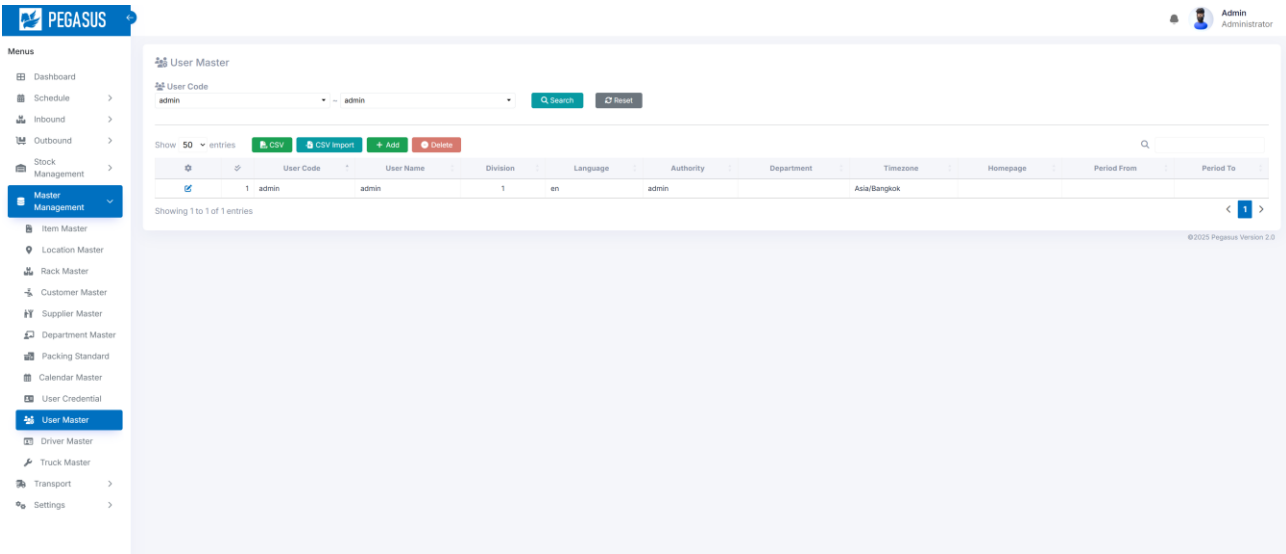 PEGASUS
Admin
Administrator
Menus
Dashboard
Schedule
Inbound
Outbound
Stock
Management
Master
Management
Item Master
Location Master
Rack Master
Customer Master
Supplier Master
Department Master
Packing Standard
Calendar Master
User Credential
User Master
Driver Master
Truck Master
Transport
Settings
User Master
User Code
admin ~ admin Search Reset
Show 50 entries CSV CSV Import + Add Delete
User Code User Name Division Language Authority Department Timezone Homepage Period From Period To
1 admin admin 1 en admin Asia/Bangkok
Showing 1 to 1 of 1 entries < 1 >
©2025 Pegasus Version 2.0